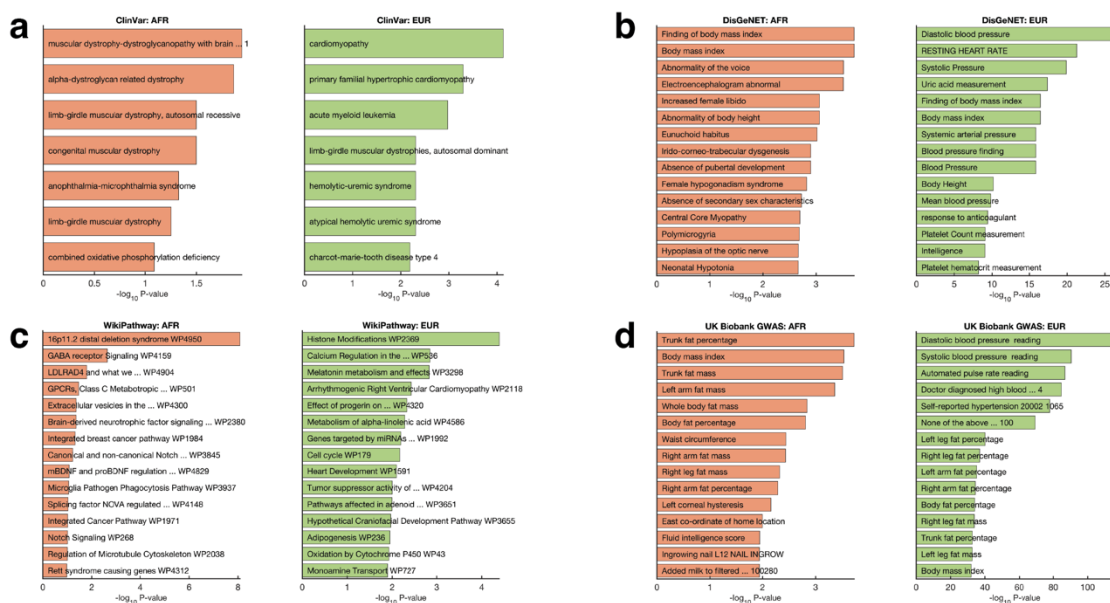 a
ClinVar: AFR
muscular dystrophy-dystroglycanopathy with brain ... 1
alpha-dystroglycan related dystrophy
limb-girdle muscular dystrophy, autosomal recessive
congenital muscular dystrophy
anophthalmia-microphthalmia syndrome
limb-girdle muscular dystrophy
combined oxidative phosphorylation deficiency
0 0.5 1 1.5
-log10 P-value
ClinVar: EUR
cardiomyopathy
primary familial hypertrophic cardiomyopathy
acute myeloid leukemia
limb-girdle muscular dystrophies, autosomal dominant
hemolytic-uremic syndrome
atypical hemolytic uremic syndrome
charcot-marie-tooth disease type 4
0 1 2 3 4
-log10 P-value
b
DisGeNET: AFR
Finding of body mass index
Body mass index
Abnormality of the voice
Electroencephalogram abnormal
Increased female libido
Abnormality of body height
Eunuchoid habitus
Irido-corneo-trabecular dysgenesis
Absence of pubertal development
Female hypogonadism syndrome
Absence of secondary sex characteristics
Central Core Myopathy
Polymicrogyria
Hypoplasia of the optic nerve
Neonatal Hypotonia
0 1 2 3
-log10 P-value
DisGeNET: EUR
Diastolic blood pressure
RESTING HEART RATE
Systolic Pressure
Uric acid measurement
Finding of body mass index
Body mass index
Systemic arterial pressure
Blood pressure finding
Blood Pressure
Body Height
Mean blood pressure
response to anticoagulant
Platelet Count measurement
Intelligence
Platelet hematocrit measurement
0 5 10 15 20 25
-log10 P-value
c
WikiPathway: AFR
16p11.2 distal deletion syndrome WP4950
GABA receptor Signaling WP4159
LDLRAD4 and what we ... WP4904
GPCRs, Class C Metabotropic ... WP501
Extracellular vesicles in the ... WP4300
Brain-derived neurotrophic factor signaling ... WP2380
Integrated breast cancer pathway WP1984
Canonical and non-canonical Notch ... WP3845
mBDNF and proBDNF regulation ... WP4829
Microglia Pathogen Phagocytosis Pathway WP3937
Splicing factor NOVA regulated ... WP4148
Integrated Cancer Pathway WP1971
Notch Signaling WP268
Regulation of Microtubule Cytoskeleton WP2038
Rett syndrome causing genes WP4312
0 2 4 6 8
-log10 P-value
WikiPathway: EUR
Histone Modifications WP2369
Calcium Regulation in the ... WP536
Melatonin metabolism and effects WP3298
Arrhythmogenic Right Ventricular Cardiomyopathy WP2118
Effect of progerin on ... WP4320
Metabolism of alpha-linolenic acid WP4586
Genes targeted by miRNAs ... WP1992
Cell cycle WP179
Heart Development WP1591
Tumor suppressor activity of ... WP4204
Pathways affected in adenoid ... WP3651
Hypothetical Craniofacial Development Pathway WP3655
Adipogenesis WP236
Oxidation by Cytochrome P450 WP43
Monoamine Transport WP727
0 1 2 3 4
-log10 P-value
d
UK Biobank GWAS: AFR
Trunk fat percentage
Body mass index
Trunk fat mass
Left arm fat mass
Whole body fat mass
Body fat percentage
Waist circumference
Right arm fat mass
Right leg fat mass
Right arm fat percentage
Left corneal hysteresis
East co-ordinate of home location
Fluid intelligence score
Ingrowing nail L12 NAIL INGROW
Added milk to filtered ... 100280
0 1 2 3
-log10 P-value
UK Biobank GWAS: EUR
Diastolic blood pressure reading
Systolic blood pressure reading
Automated pulse rate reading
Doctor diagnosed high blood ... 4
Self-reported hypertension 20002 1065
None of the above ... 100
Left leg fat percentage
Right leg fat percentage
Left arm fat percentage
Right arm fat percentage
Body fat percentage
Right leg fat mass
Trunk fat percentage
Left leg fat mass
Body mass index
0 20 40 60 80 100
-log10 P-value